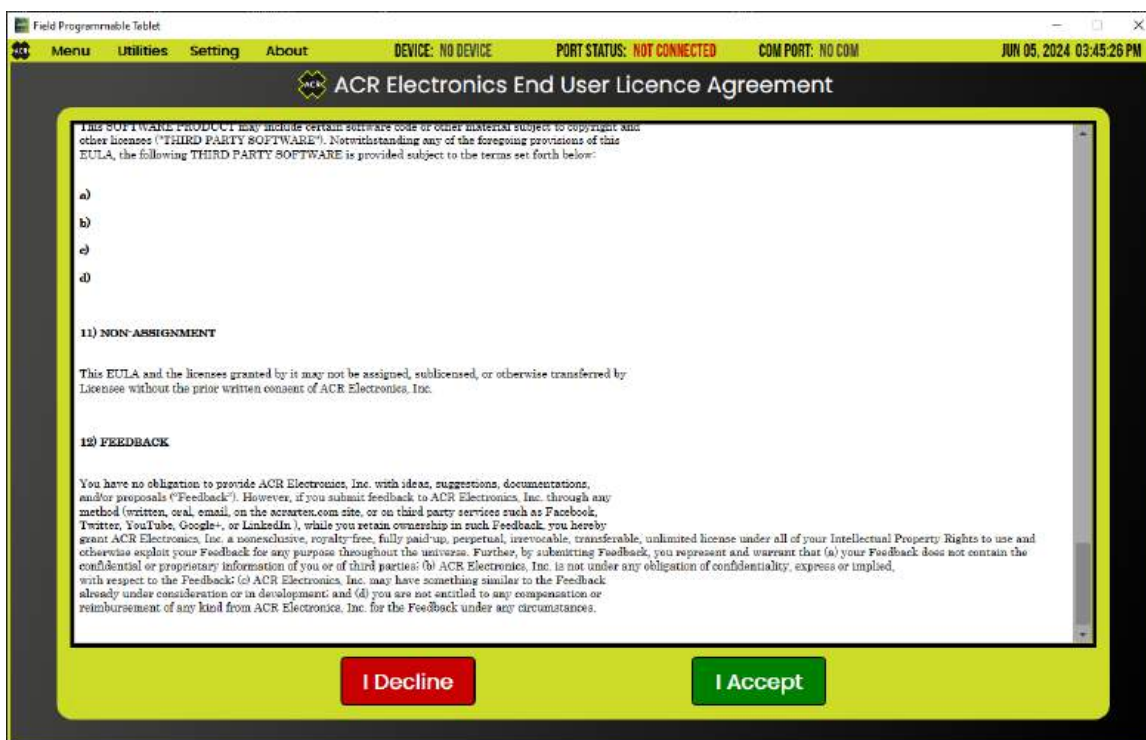 Field Programmable Tablet
Menu Utilities Setting About DEVICE: NO DEVICE PORT STATUS: NOT CONNECTED COM PORT: NO COM JUN 05, 2024 03:45:26 PM
ACR ACR Electronics End User Licence Agreement
This SOFTWARE PRODUCT may include certain software code or other material subject to copyright and
other licenses ("THIRD PARTY SOFTWARE"). Notwithstanding any of the foregoing provisions of this
EULA, the following THIRD PARTY SOFTWARE is provided subject to the terms set forth below:
a)
b)
c)
d)
11) NON-ASSIGNMENT
This EULA and the licenses granted by it may not be assigned, sublicensed, or otherwise transferred by
Licensee without the prior written consent of ACR Electronics, Inc.
12) FEEDBACK
You have no obligation to provide ACR Electronics, Inc. with ideas, suggestions, documentations,
and/or proposals ("Feedback"). However, if you submit feedback to ACR Electronics, Inc. through any
method (written, oral, email, on the acrartex.com site, or on third party services such as Facebook,
Twitter, YouTube, Google+, or LinkedIn ), while you retain ownership in such Feedback, you hereby
grant ACR Electronics, Inc. a nonexclusive, royalty-free, fully paid-up, perpetual, irrevocable, transferable, unlimited license under all of your Intellectual Property Rights to use and
otherwise exploit your Feedback for any purpose throughout the universe. Further, by submitting Feedback, you represent and warrant that (a) your Feedback does not contain the
confidential or proprietary information of you or of third parties; (b) ACR Electronics, Inc. is not under any obligation of confidentiality, express or implied,
with respect to the Feedback; (c) ACR Electronics, Inc. may have something similar to the Feedback
already under consideration or in development; and (d) you are not entitled to any compensation or
reimbursement of any kind from ACR Electronics, Inc. for the Feedback under any circumstances.
I Decline I Accept